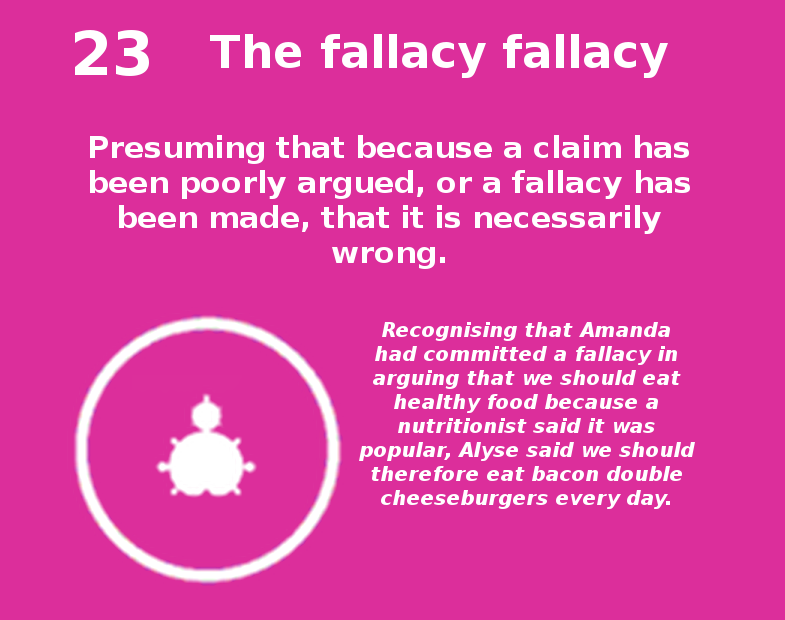 23 The fallacy fallacy
Presuming that because a claim has
been poorly argued, or a fallacy has
been made, that it is necessarily
wrong.
Recognising that Amanda
had committed a fallacy in
arguing that we should eat
healthy food because a
nutritionist said it was
popular, Alyse said we should
therefore eat bacon double
cheeseburgers every day.